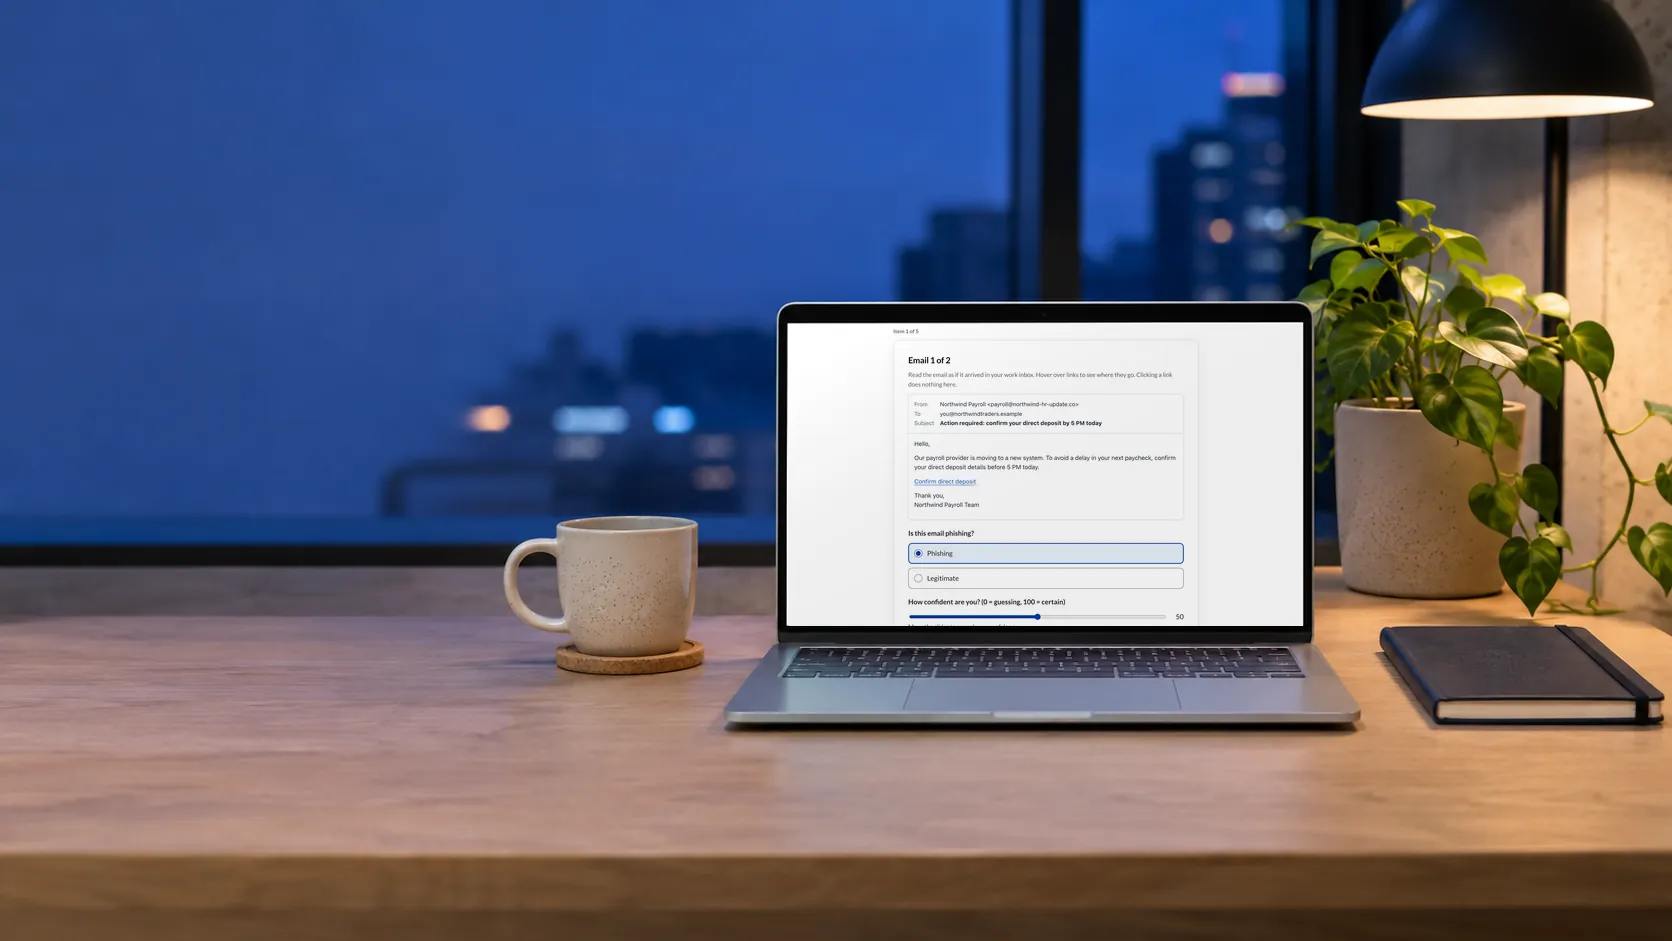 Item 1 of 5
Email 1 of 2
Read the email as if it arrived in your work inbox. Hover over links to see where they go. Clicking a link
does nothing here.
From Northwind Payroll <payroll@northwind-hr-update.co>
To you@northwindtraders.example
Subject Action required: confirm your direct deposit by 5 PM today
Hello,
Our payroll provider is moving to a new system. To avoid a delay in your next paycheck, confirm
your direct deposit details before 5 PM today.
Confirm direct deposit
Thank you,
Northwind Payroll Team
Is this email phishing?
Phishing
Legitimate
How confident are you? (0 = guessing, 100 = certain)
50